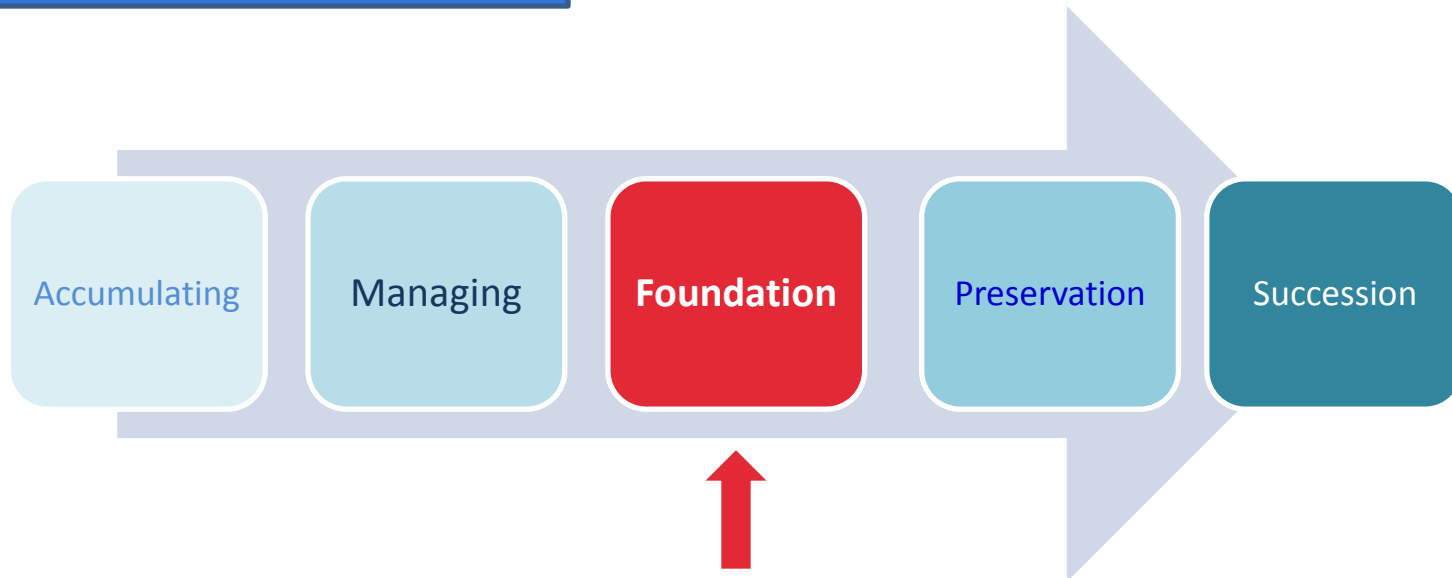 Accumulating
Managing
Foundation
Preservation
Succession